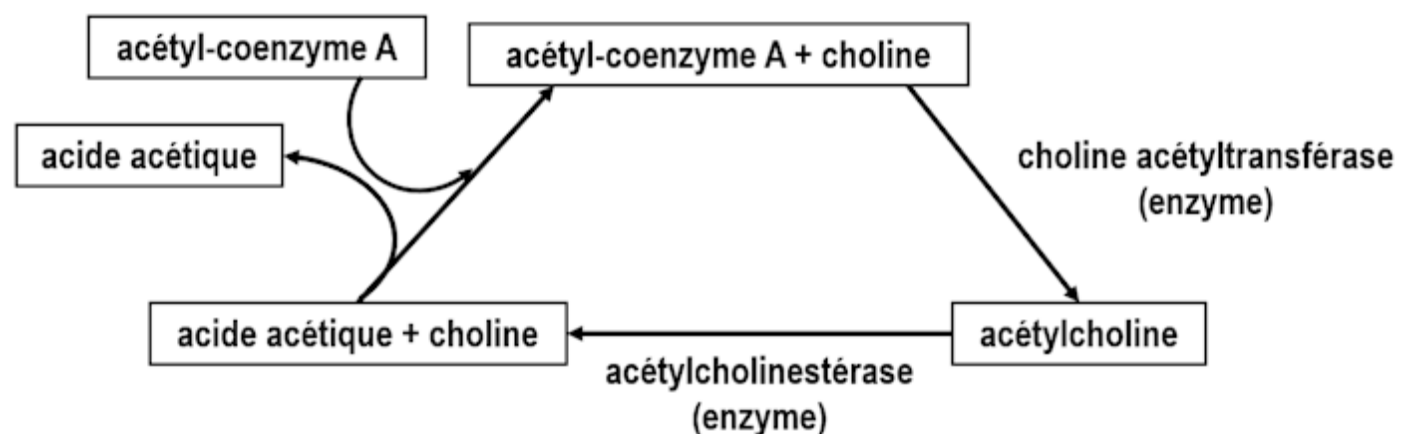 acétyl-coenzyme A
acétyl-coenzyme A + choline
acide acétique
choline acétyltransférase
(enzyme)
acide acétique + choline
acétylcholine
acétylcholinestérase
(enzyme)